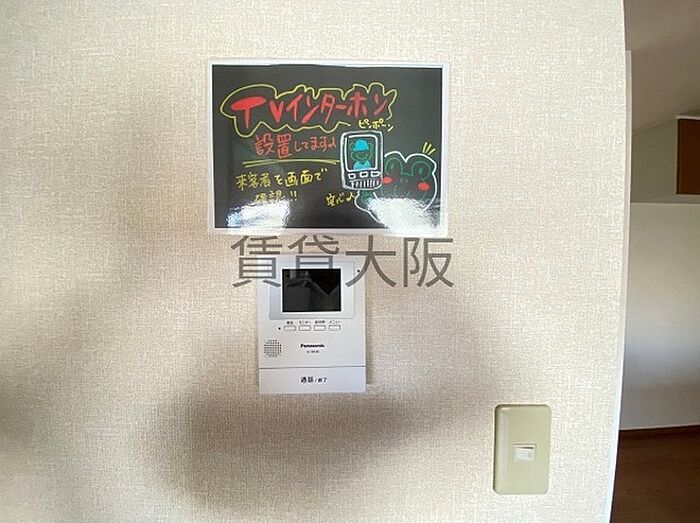 TVインターホン
ピンポーン
設置してます♪
来客者を画面で
確認!!
安心♪
賃貸大阪
Panasonic
通話/終了